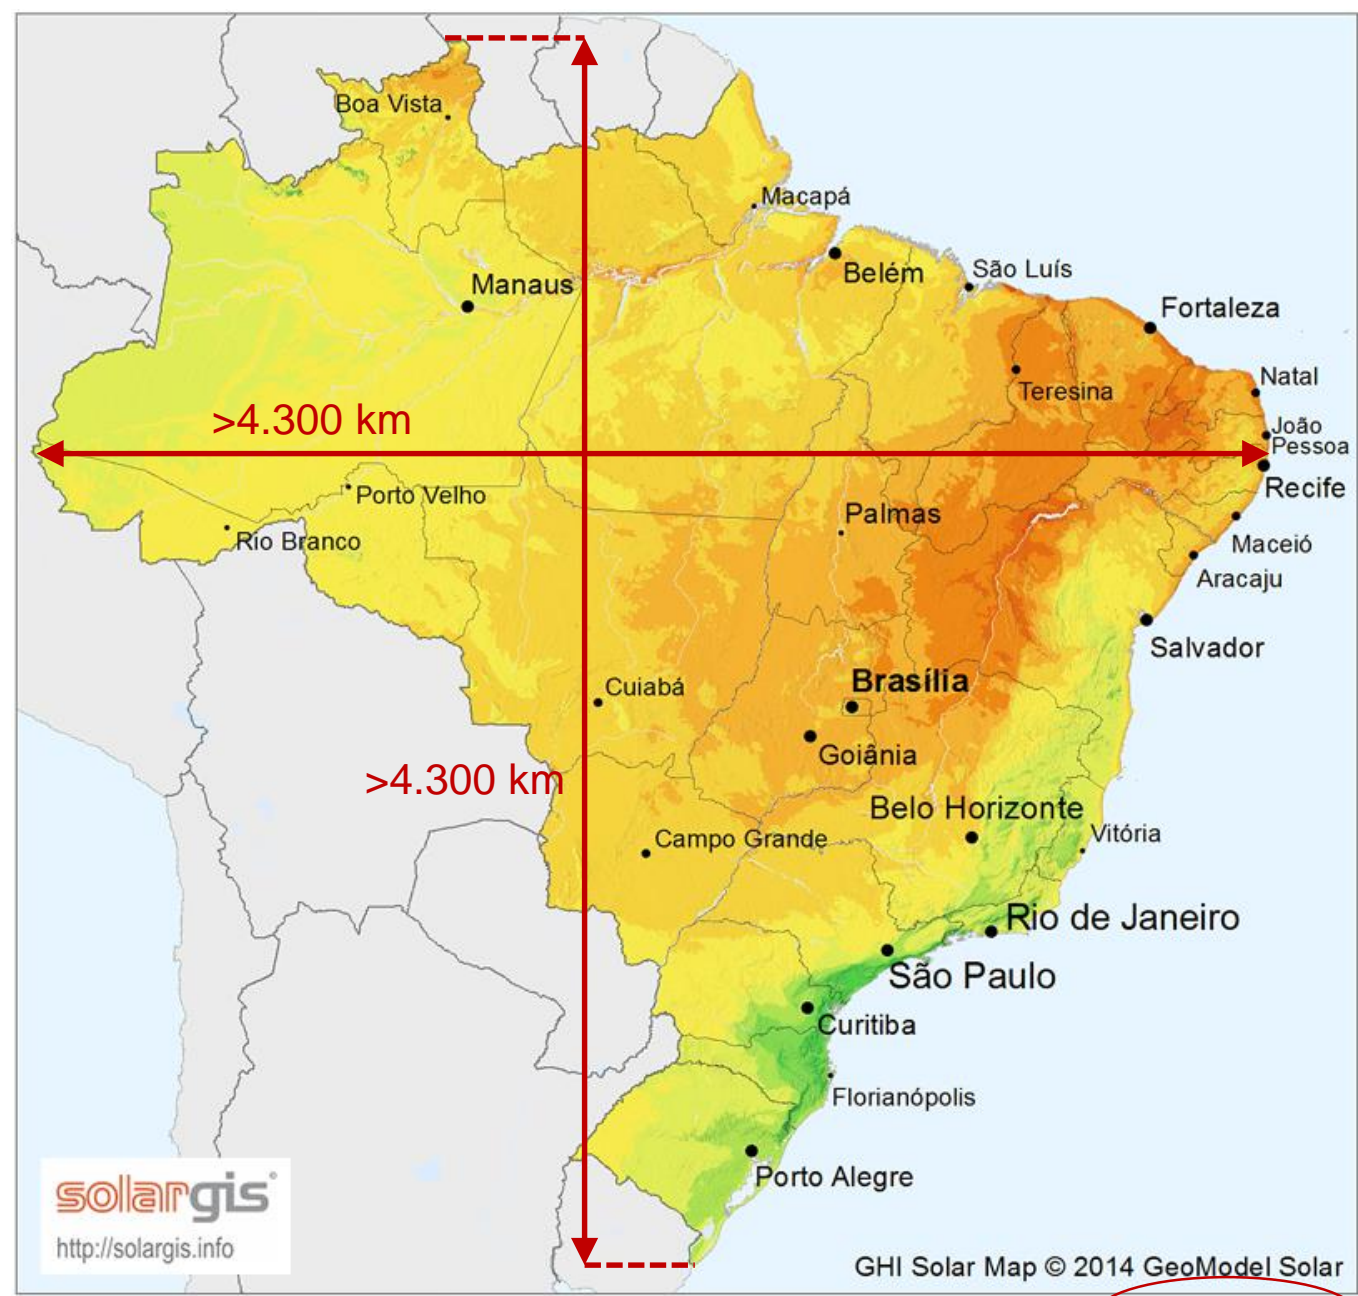 Boa Vista
Macapá
Belém
São Luís
Manaus
Fortaleza
Teresina
Natal
>4.300 km
João
Pessoa
Recife
Porto Velho
Palmas
Rio Branco
Maceió
Aracaju
Salvador
Cuiabá
Brasília
Goiânia
>4.300 km
Belo Horizonte
Campo Grande
Vitória
Rio de Janeiro
São Paulo
Curitiba
Florianópolis
Porto Alegre
solargis
http://solargis.info
GHI Solar Map © 2014 GeoModel Solar